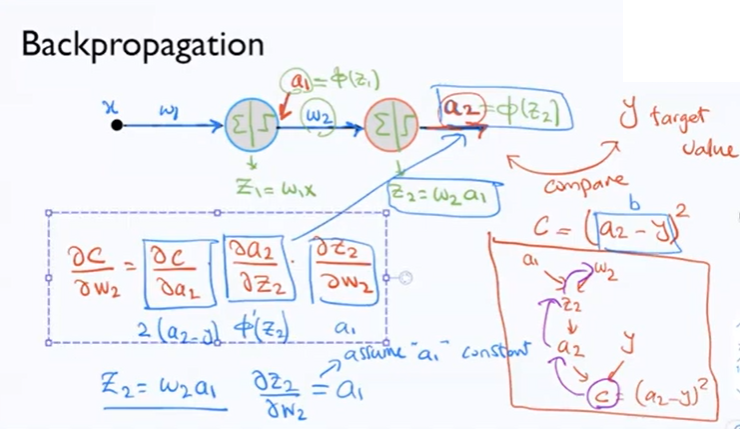 Backpropagation
a₁ = ϕ(z₁)
x w₁ Σ w₂ Σ a₂ = ϕ(z₂)
y target value
z₁ = w₁x
z₂ = w₂a₁
compare
b
C = (a₂ - y)²
∂C/∂w₂ = ∂C/∂a₂ · ∂a₂/∂z₂ · ∂z₂/∂w₂
2(a₂-y) ϕ'(z₂) a₁
assume "a₁" constant
z₂ = w₂a₁ ∂z₂/∂w₂ = a₁
a₁ w₂
z₂
a₂ y
C = (a₂-y)²